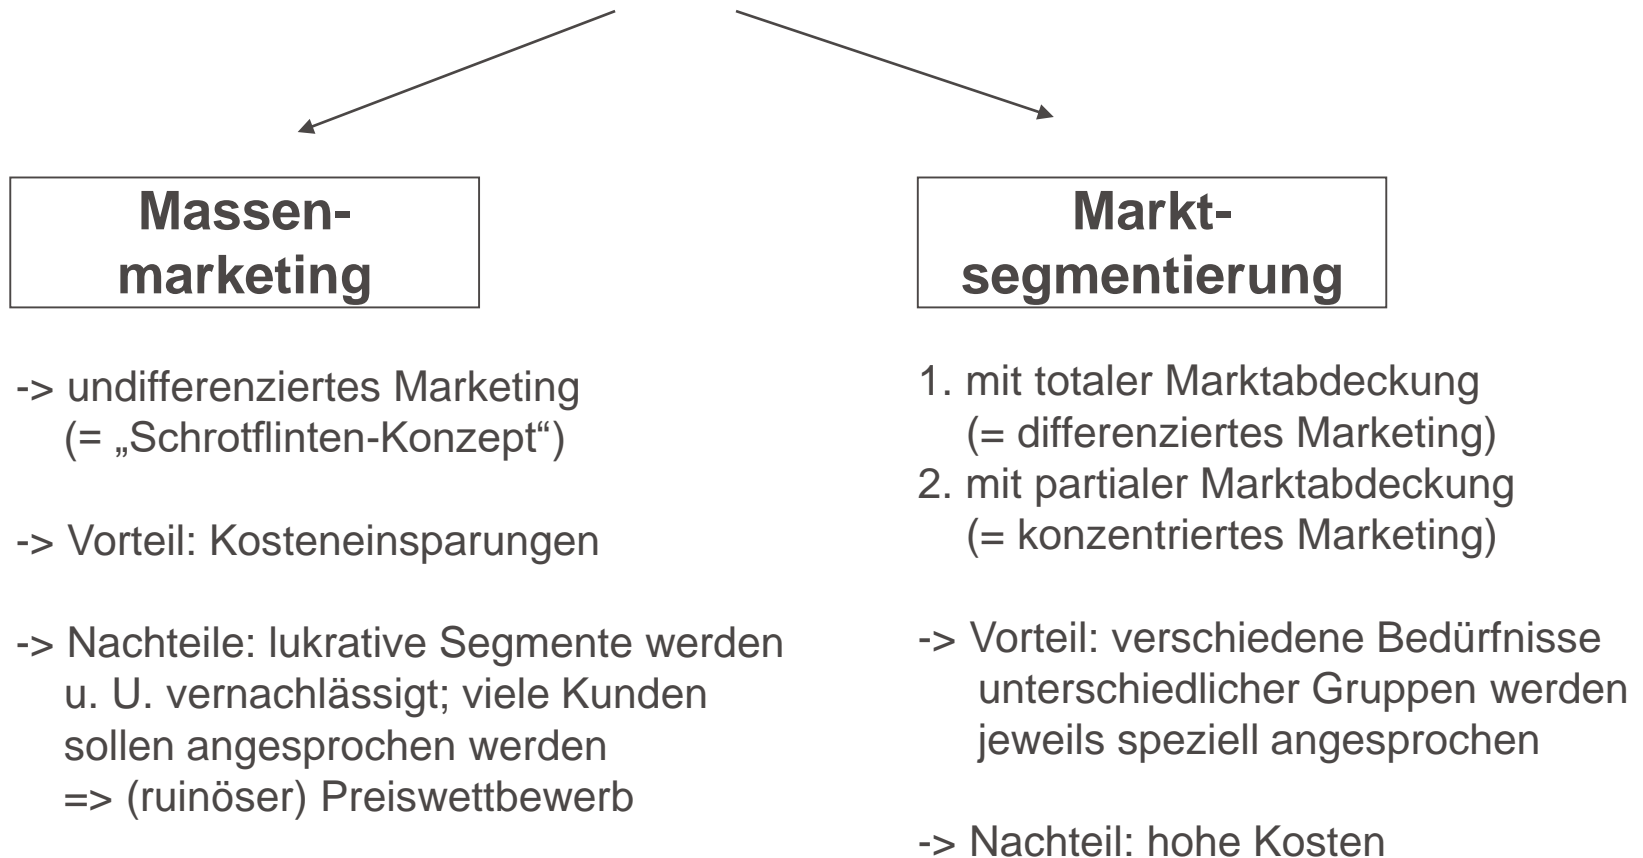 Massen-
marketing
-> undifferenziertes Marketing
(= „Schrotflinten-Konzept“)
-> Vorteil: Kosteneinsparungen
-> Nachteile: lukrative Segmente werden
u. U. vernachlässigt; viele Kunden
sollen angesprochen werden
=> (ruinöser) Preiswettbewerb
Markt-
segmentierung
1. mit totaler Marktabdeckung
(= differenziertes Marketing)
2. mit partialer Marktabdeckung
(= konzentriertes Marketing)
-> Vorteil: verschiedene Bedürfnisse
unterschiedlicher Gruppen werden
jeweils speziell angesprochen
-> Nachteil: hohe Kosten